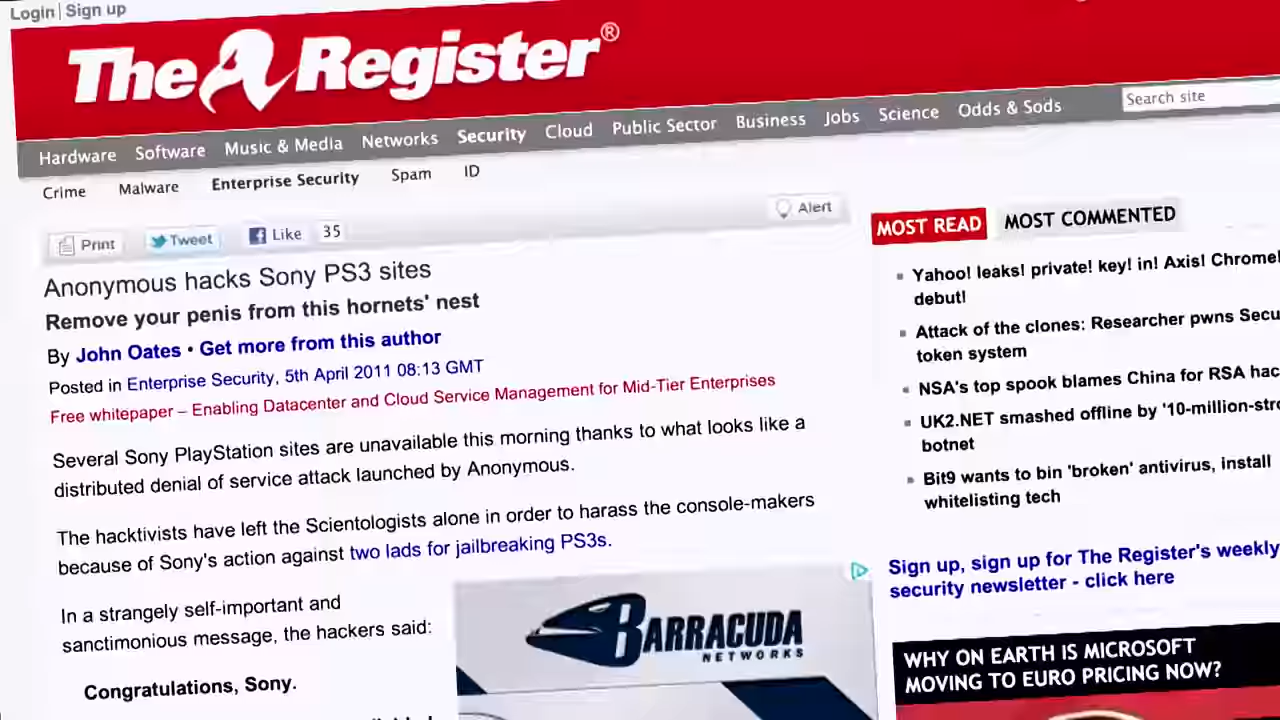 Login | Sign up
The Register®
Hardware Software Music & Media Networks Security Cloud Public Sector Business Jobs Science Odds & Sods
Search site
Crime Malware Enterprise Security Spam ID
Print Tweet Like 35
Alert
Anonymous hacks Sony PS3 sites
Remove your penis from this hornets' nest
By John Oates • Get more from this author
Posted in Enterprise Security, 5th April 2011 08:13 GMT
Free whitepaper – Enabling Datacenter and Cloud Service Management for Mid-Tier Enterprises
Several Sony PlayStation sites are unavailable this morning thanks to what looks like a
distributed denial of service attack launched by Anonymous.
The hacktivists have left the Scientologists alone in order to harass the console-makers
because of Sony's action against two lads for jailbreaking PS3s.
In a strangely self-important and
sanctimonious message, the hackers said:
Congratulations, Sony.
BARRACUDA
NETWORKS
MOST READ MOST COMMENTED
Yahoo! leaks! private! key! in! Axis! Chrome!
debut!
Attack of the clones: Researcher pwns Secu
token system
NSA's top spook blames China for RSA hac
UK2.NET smashed offline by '10-million-str
botnet
Bit9 wants to bin 'broken' antivirus, install
whitelisting tech
Sign up, sign up for The Register's weekly
security newsletter - click here
WHY ON EARTH IS MICROSOFT
MOVING TO EURO PRICING NOW?